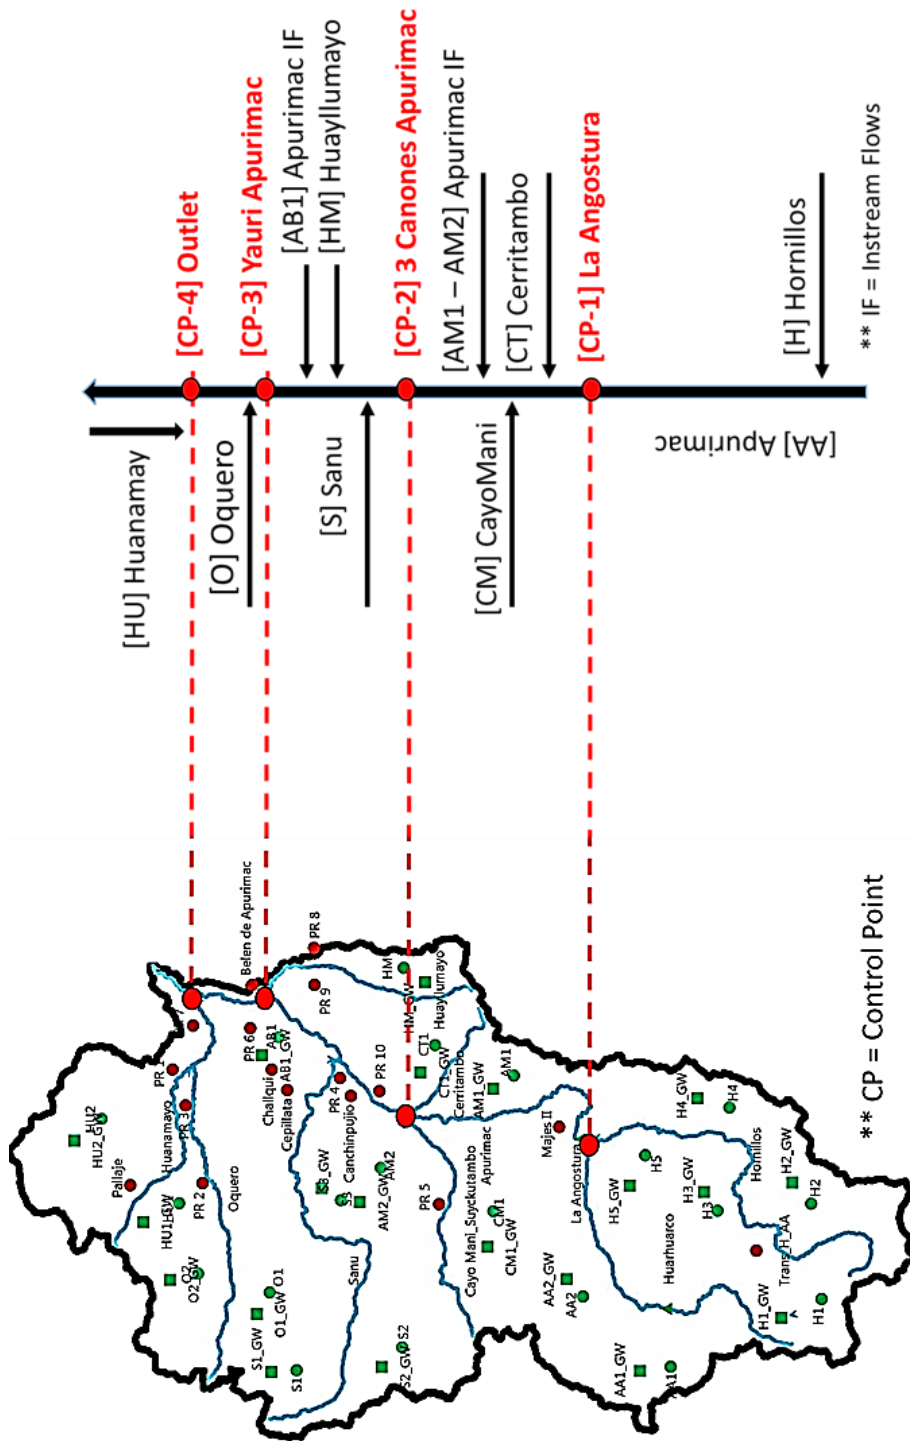 [CP-4] Outlet
[CP-3] Yauri Apurimac
[AB1] Apurimac IF
[HM] Huayllumayo
[CP-2] 3 Canones Apurimac
[AM1 – AM2] Apurimac IF
[CT] Cerritambo
[CP-1] La Angostura
[H] Hornillos
** IF = Instream Flows
[HU] Huanamay
[O] Oquero
[S] Sanu
[CM] CayoMani
[AA] Apurimac
Belen de Apurimac
PR 8
PR 9
HM
HM_GW
Huayllumayo
PR 1
PR 3
PR 6
AB1
AB1_GW
Challqui
Cepillata
PR 4
PR 10
Canchinpujio
CT1
CT1_GW
Cerritambo
AM1_GW
AM1
HU2
HU2_GW
Huanamayo
Pallaje
HU1_GW
PR 2
Oquero
O2
O2_GW
O1
O1_GW
S1_GW
S1
Sanu
S3_GW
S3
AM2
AM2_GW
PR 5
S2
S2_GW
Cayo Mani_Suyckutambo
Apurimac
CM1
CM1_GW
Majes II
La Angostura
H4_GW
H4
H5
H5_GW
AA2_GW
AA2
Huarhuarco
H3_GW
H3
Hornillos
H2_GW
H2
Trans_H_AA
H1_GW
H1
AA1_GW
AA1
** CP = Control Point